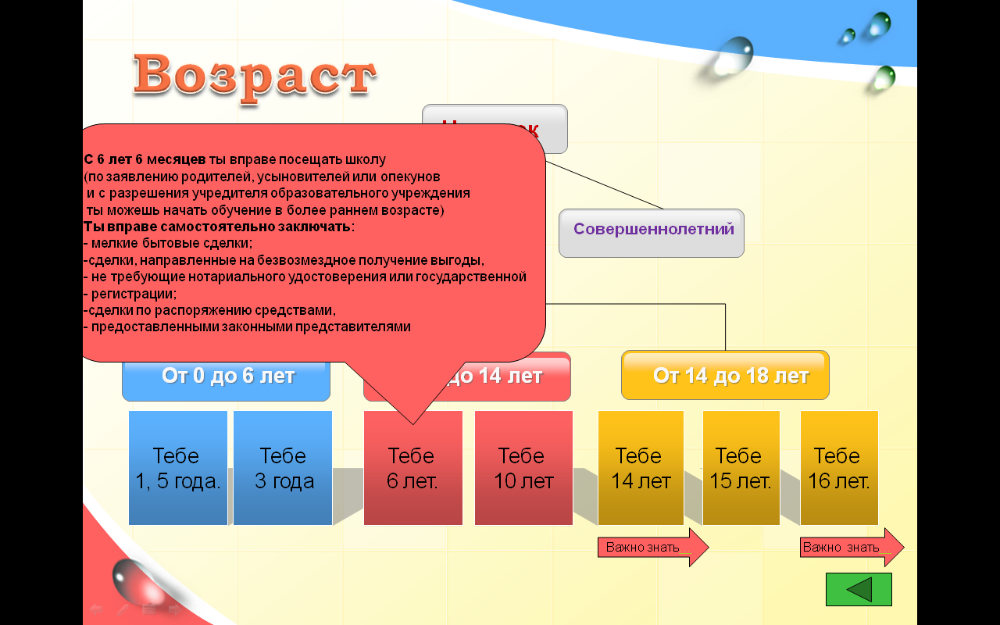 Возраст
С 6 лет 6 месяцев ты вправе посещать школу
(по заявлению родителей, усыновителей или опекунов
и с разрешения учредителя образовательного учреждения
ты можешь начать обучение в более раннем возрасте)
Ты вправе самостоятельно заключать:
- мелкие бытовые сделки;
-сделки, направленные на безвозмездное получение выгоды,
- не требующие нотариального удостоверения или государственной
- регистрации;
-сделки по распоряжению средствами,
- предоставленными законными представителями
Совершеннолетний
От 0 до 6 лет
до 14 лет
От 14 до 18 лет
Тебе
1, 5 года.
Тебе
3 года
Тебе
6 лет.
Тебе
10 лет
Тебе
14 лет
Тебе
15 лет.
Тебе
16 лет.
Важно знать
Важно знать